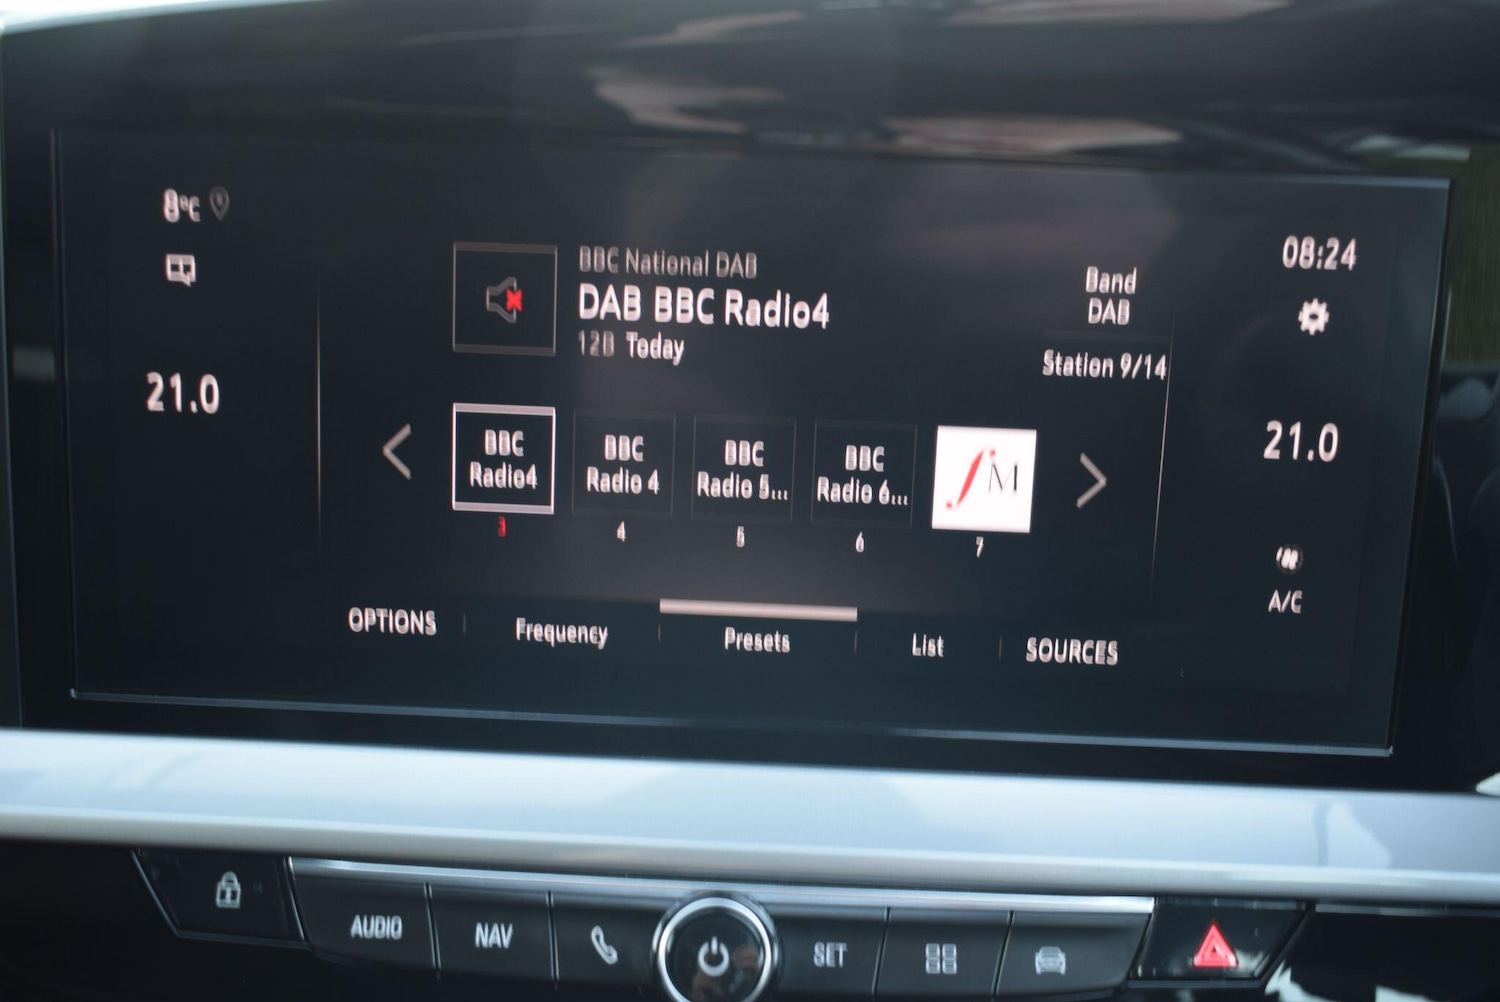 8°C
08:24
BBC National DAB
DAB BBC Radio4
12B Today
Band
DAB
Station 9/14
21.0
21.0
BBC
Radio4
BBC
Radio 4
BBC
Radio 5...
BBC
Radio 6...
fM
3
4
5
6
7
A/C
OPTIONS
Frequency
Presets
List
SOURCES
AUDIO
NAV
SET